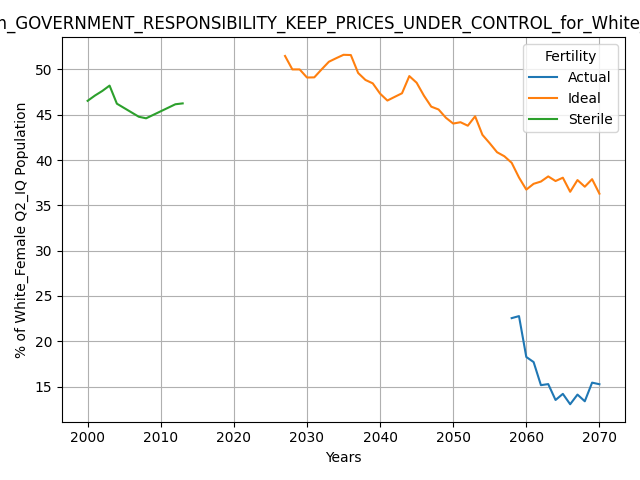 n_GOVERNMENT_RESPONSIBILITY_KEEP_PRICES_UNDER_CONTROL_for_White
Fertility
Actual
Ideal
Sterile
% of White_Female Q2_IQ Population
50
45
40
35
30
25
20
15
2000 2010 2020 2030 2040 2050 2060 2070
Years